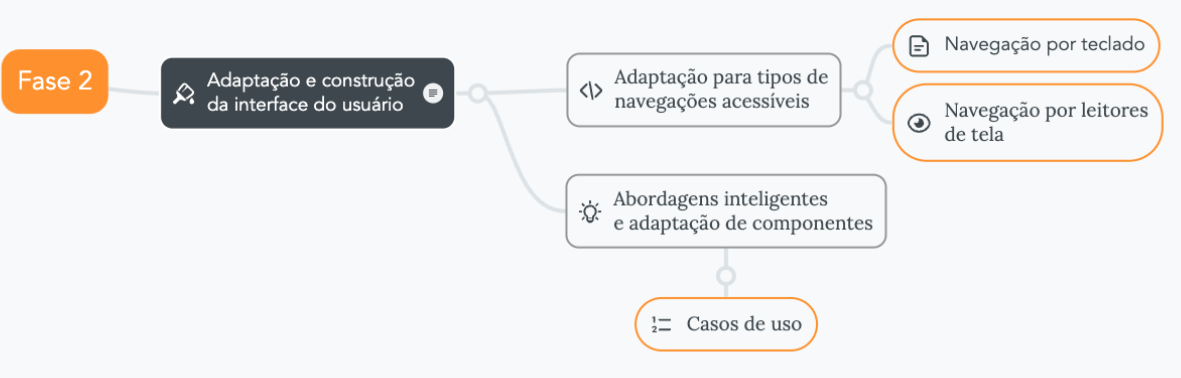 Fase 2
Adaptação e construção
da interface do usuário
Adaptação para tipos de
navegações acessíveis
Navegação por teclado
Navegação por leitores
de tela
Abordagens inteligentes
e adaptação de componentes
Casos de uso